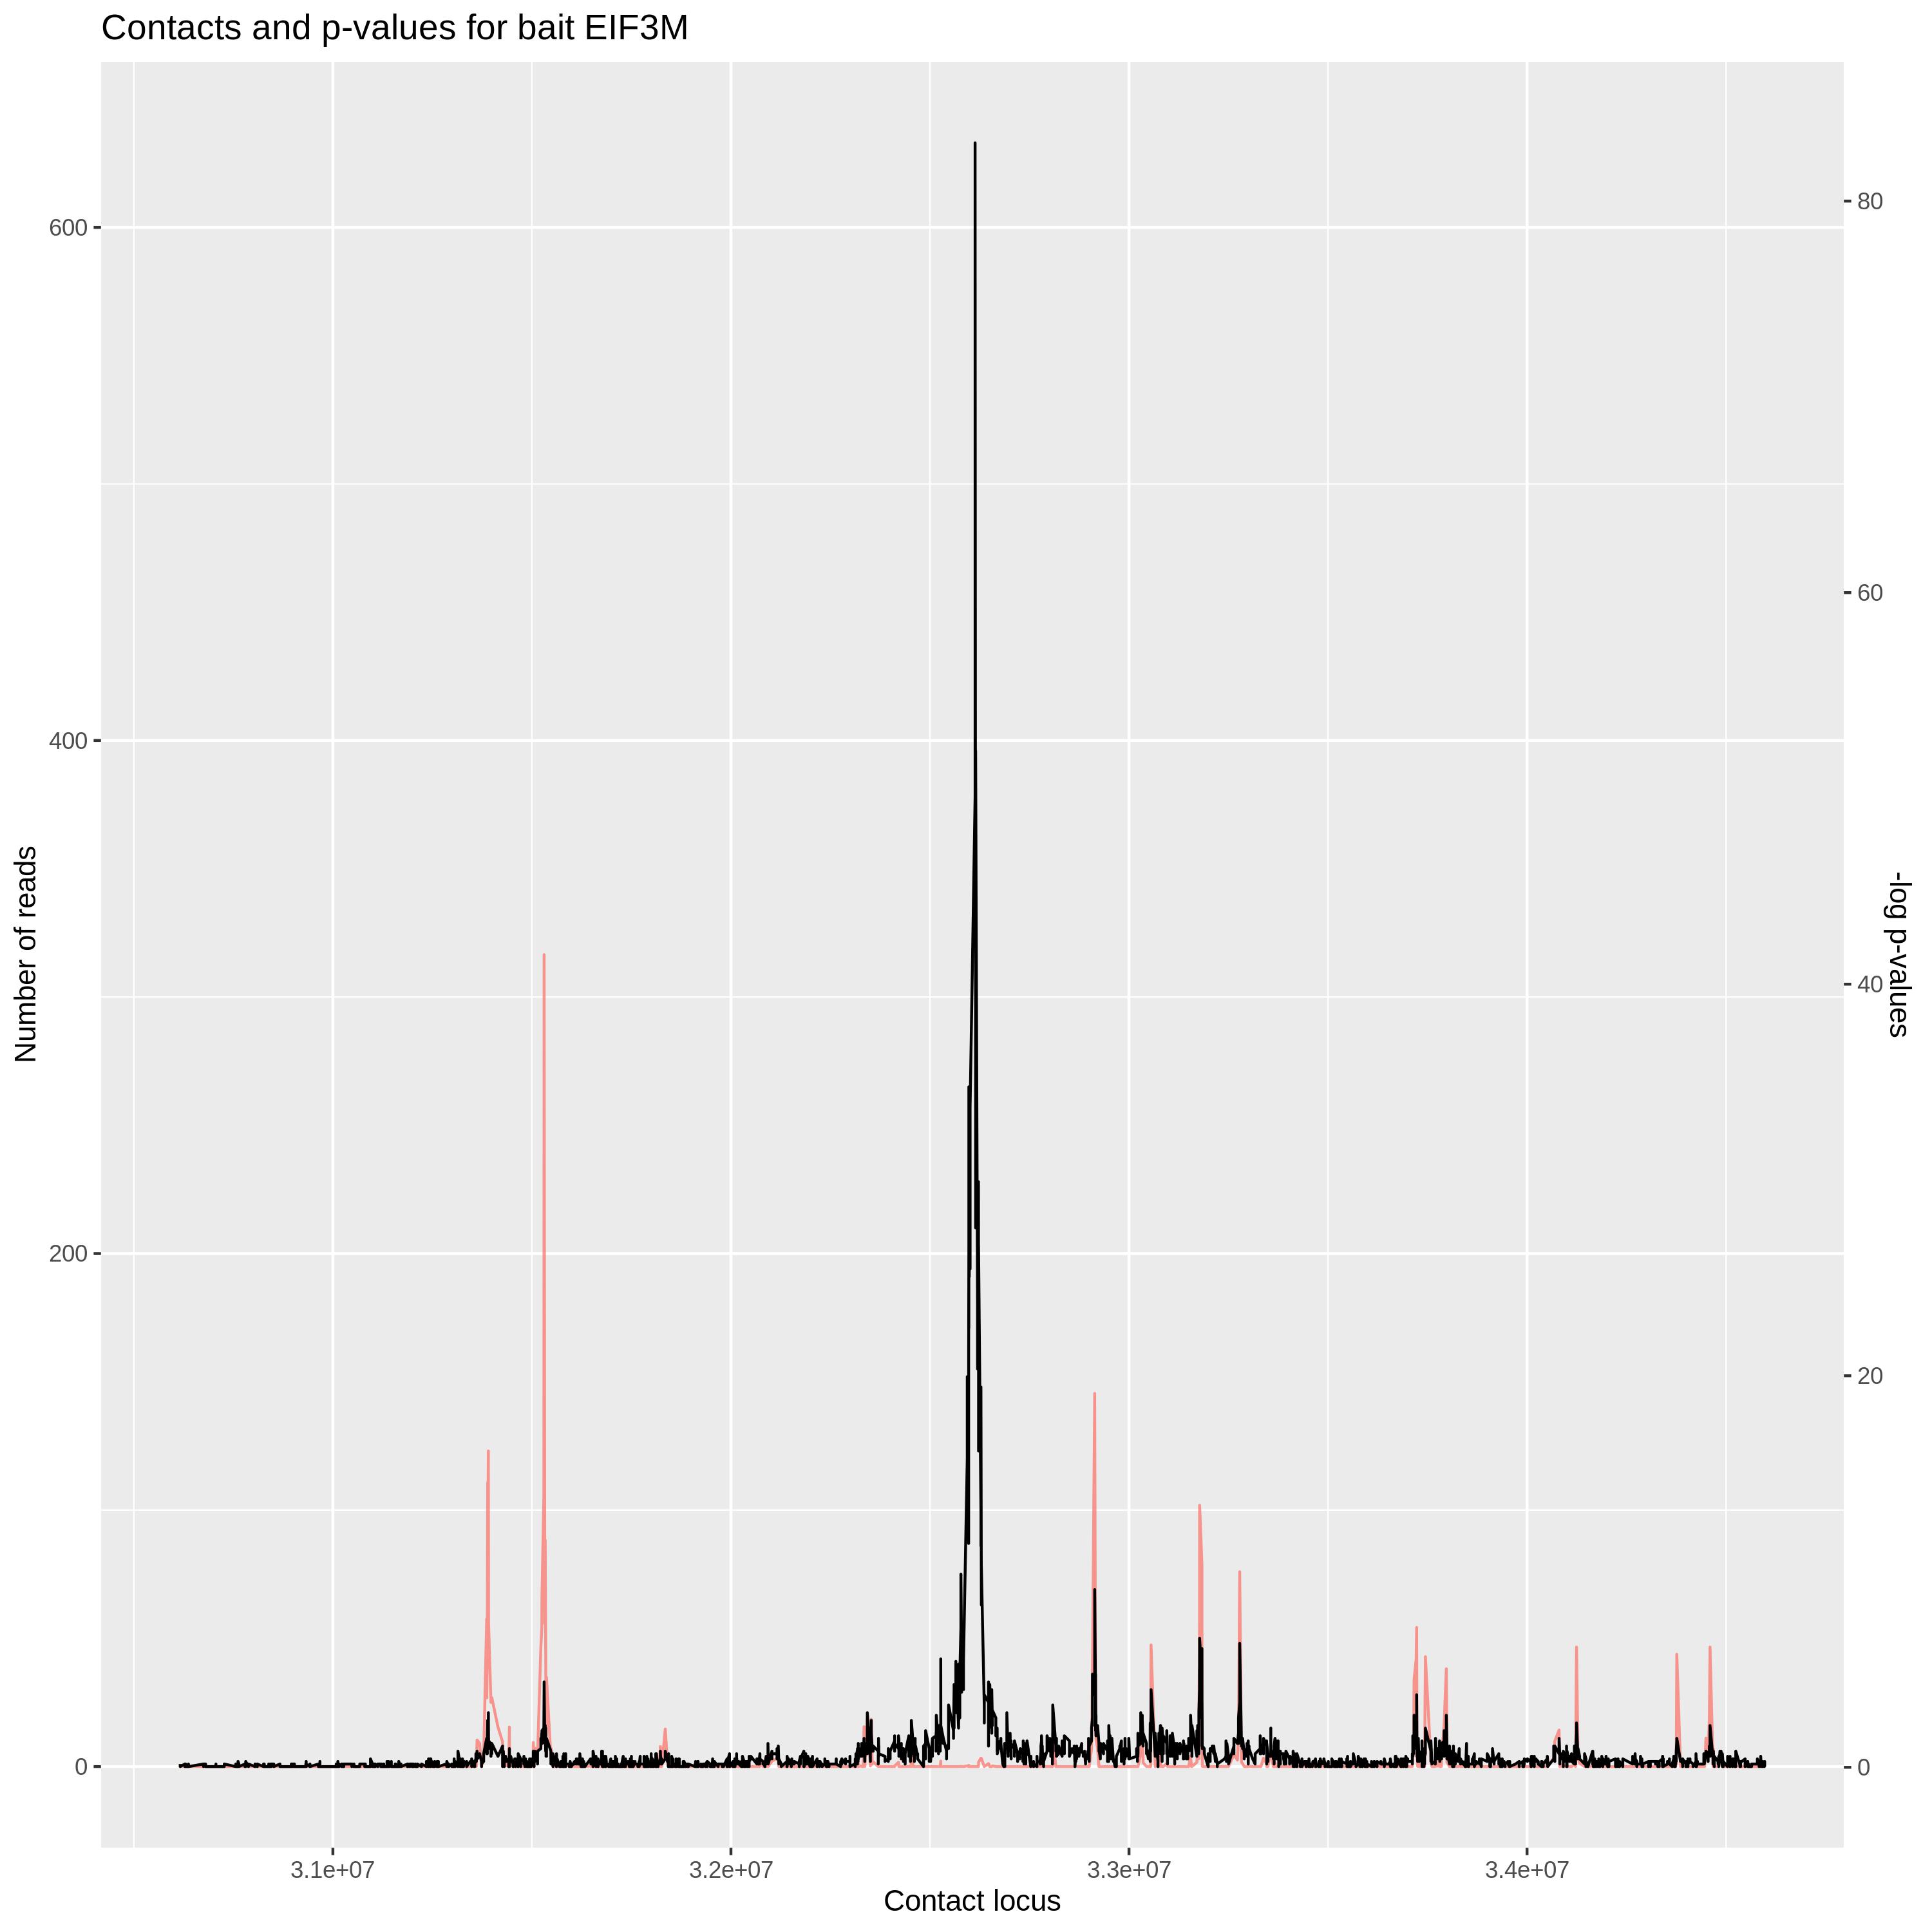 Contacts and p-values for bait EIF3M
600
400
200
0
Number of reads
80
60
40
20
0
-log p-values
3.1e+07
3.2e+07
3.3e+07
3.4e+07
Contact locus